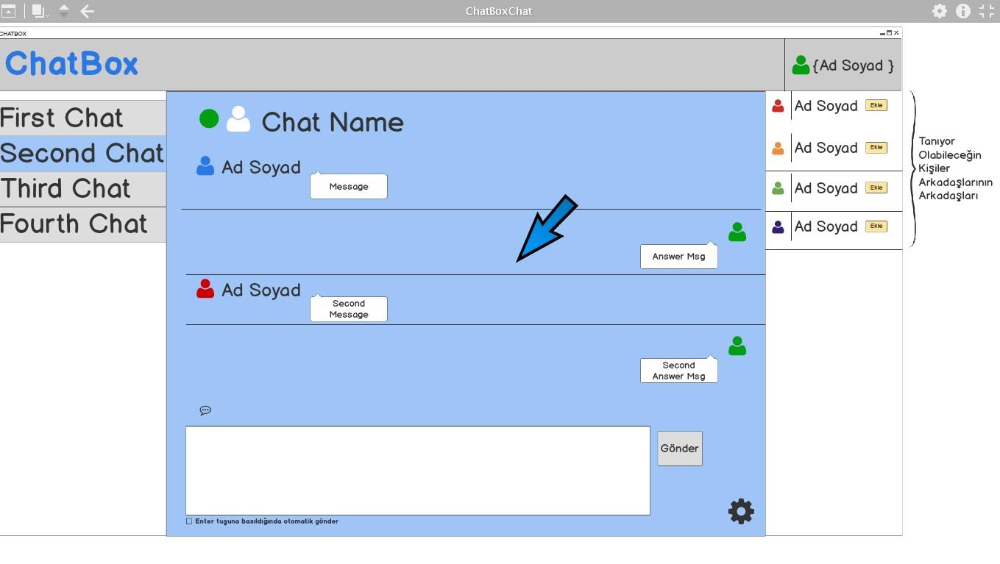 ChatBoxChat
CHATBOX
ChatBox
{Ad Soyad }
First Chat
Second Chat
Third Chat
Fourth Chat
Chat Name
Ad Soyad
Message
Answer Msg
Ad Soyad
Second
Message
Second
Answer Msg
Gönder
Enter tuşuna basıldığında otomatik gönder
Ad Soyad Ekle
Ad Soyad Ekle
Ad Soyad Ekle
Ad Soyad Ekle
Tanıyor
Olabileceğin
Kişiler
Arkadaşlarının
Arkadaşları